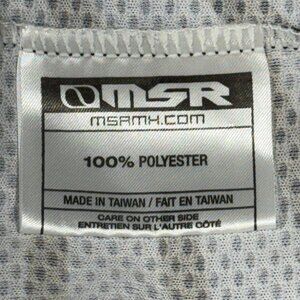 MSR
MSRMX.COM
100% POLYESTER
MADE IN TAIWAN / FAIT EN TAIWAN
CARE ON OTHER SIDE
ENTRETIEN SUR L'AUTRE CÔTÉ